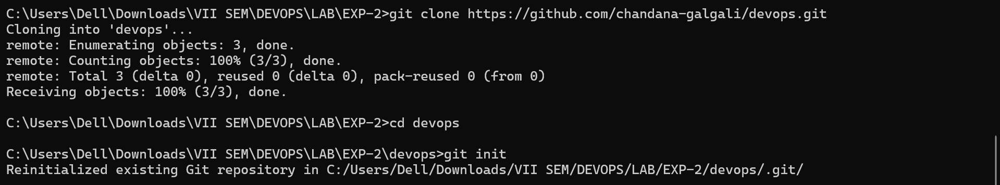 C:\Users\Dell\Downloads\VII SEM\DEVOPS\LAB\EXP-2>git clone https://github.com/chandana-galgali/devops.git
Cloning into 'devops'...
remote: Enumerating objects: 3, done.
remote: Counting objects: 100% (3/3), done.
remote: Total 3 (delta 0), reused 0 (delta 0), pack-reused 0 (from 0)
Receiving objects: 100% (3/3), done.
C:\Users\Dell\Downloads\VII SEM\DEVOPS\LAB\EXP-2>cd devops
C:\Users\Dell\Downloads\VII SEM\DEVOPS\LAB\EXP-2\devops>git init
Reinitialized existing Git repository in C:/Users/Dell/Downloads/VII SEM/DEVOPS/LAB/EXP-2/devops/.git/